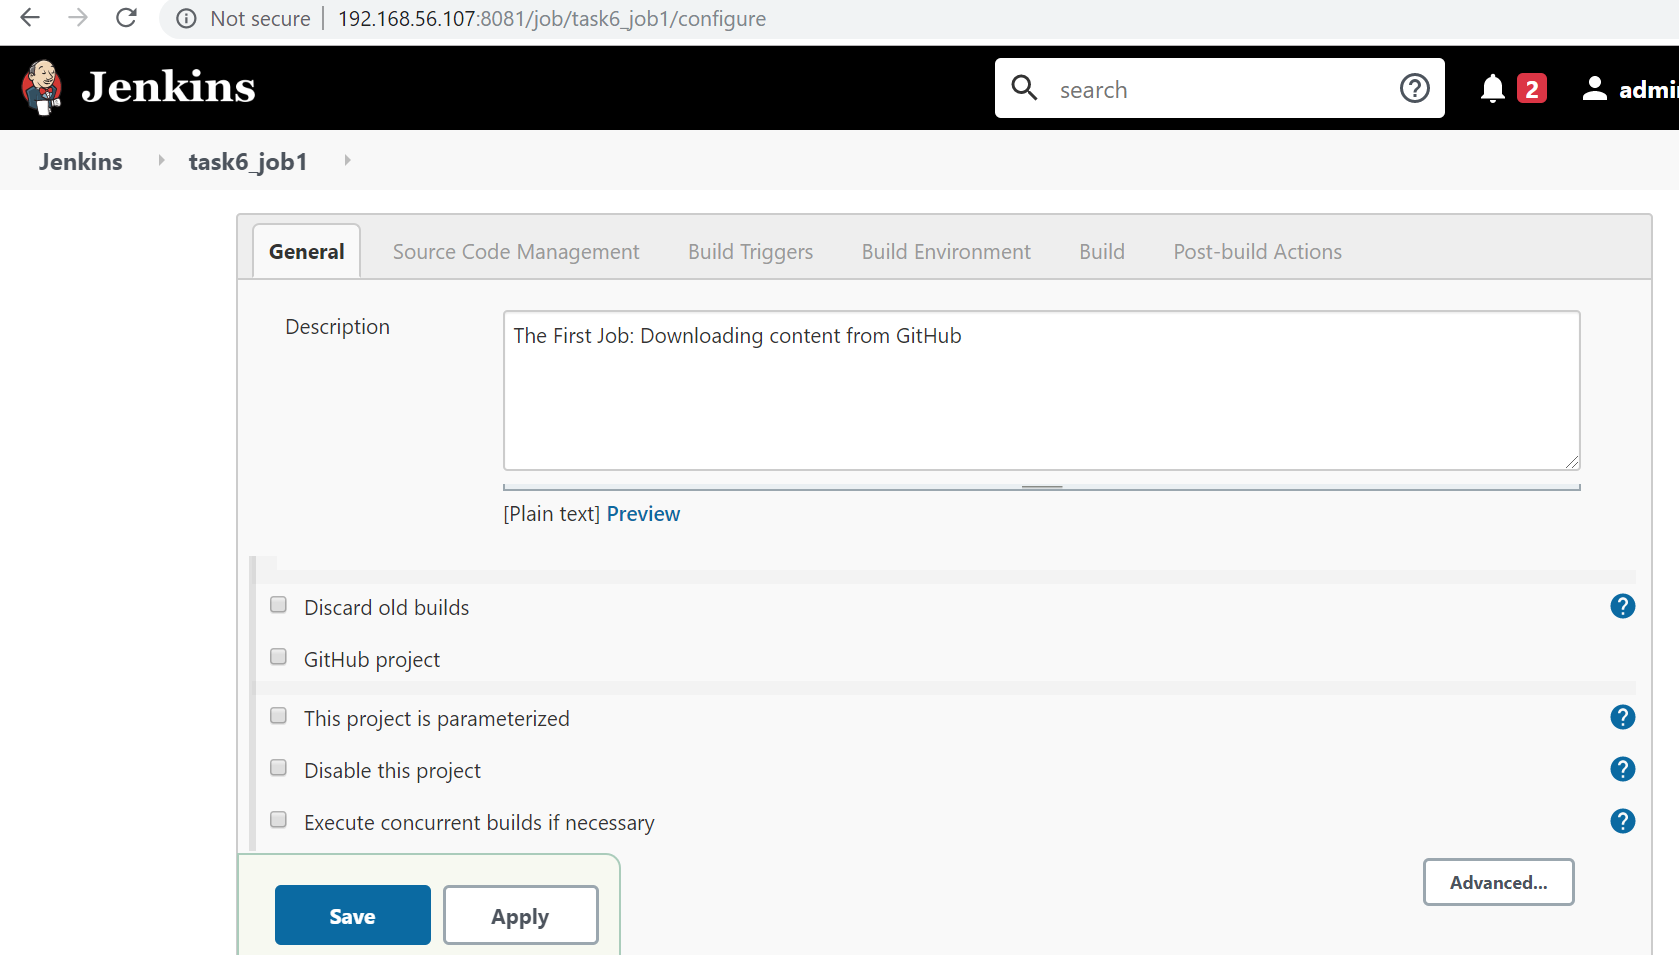 Not secure | 192.168.56.107:8081/job/task6_job1/configure
Jenkins search ? 2 admi
Jenkins task6_job1
General Source Code Management Build Triggers Build Environment Build Post-build Actions
Description The First Job: Downloading content from GitHub
[Plain text] Preview
Discard old builds ?
GitHub project
This project is parameterized ?
Disable this project ?
Execute concurrent builds if necessary ?
Advanced...
Save Apply